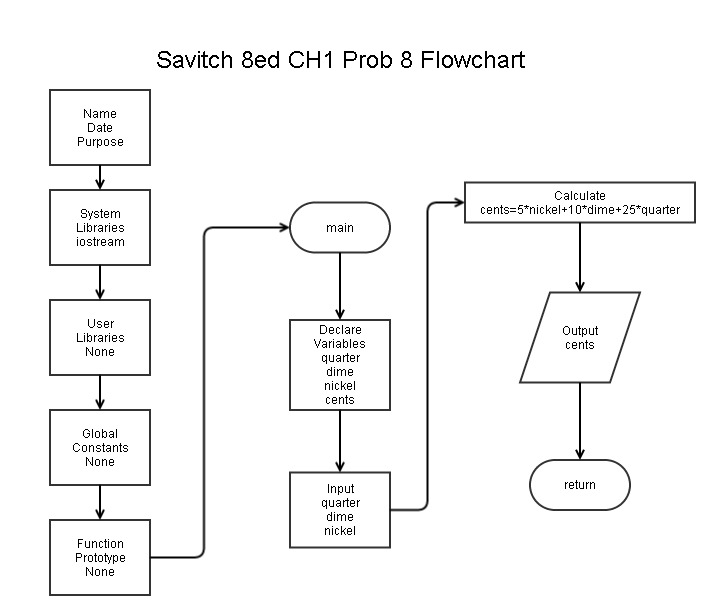 Savitch 8ed CH1 Prob 8 Flowchart
Name
Date
Purpose
System
Libraries
iostream
User
Libraries
None
Global
Constants
None
Function
Prototype
None
main
Declare
Variables
quarter
dime
nickel
cents
Input
quarter
dime
nickel
Calculate
cents=5*nickel+10*dime+25*quarter
Output
cents
return